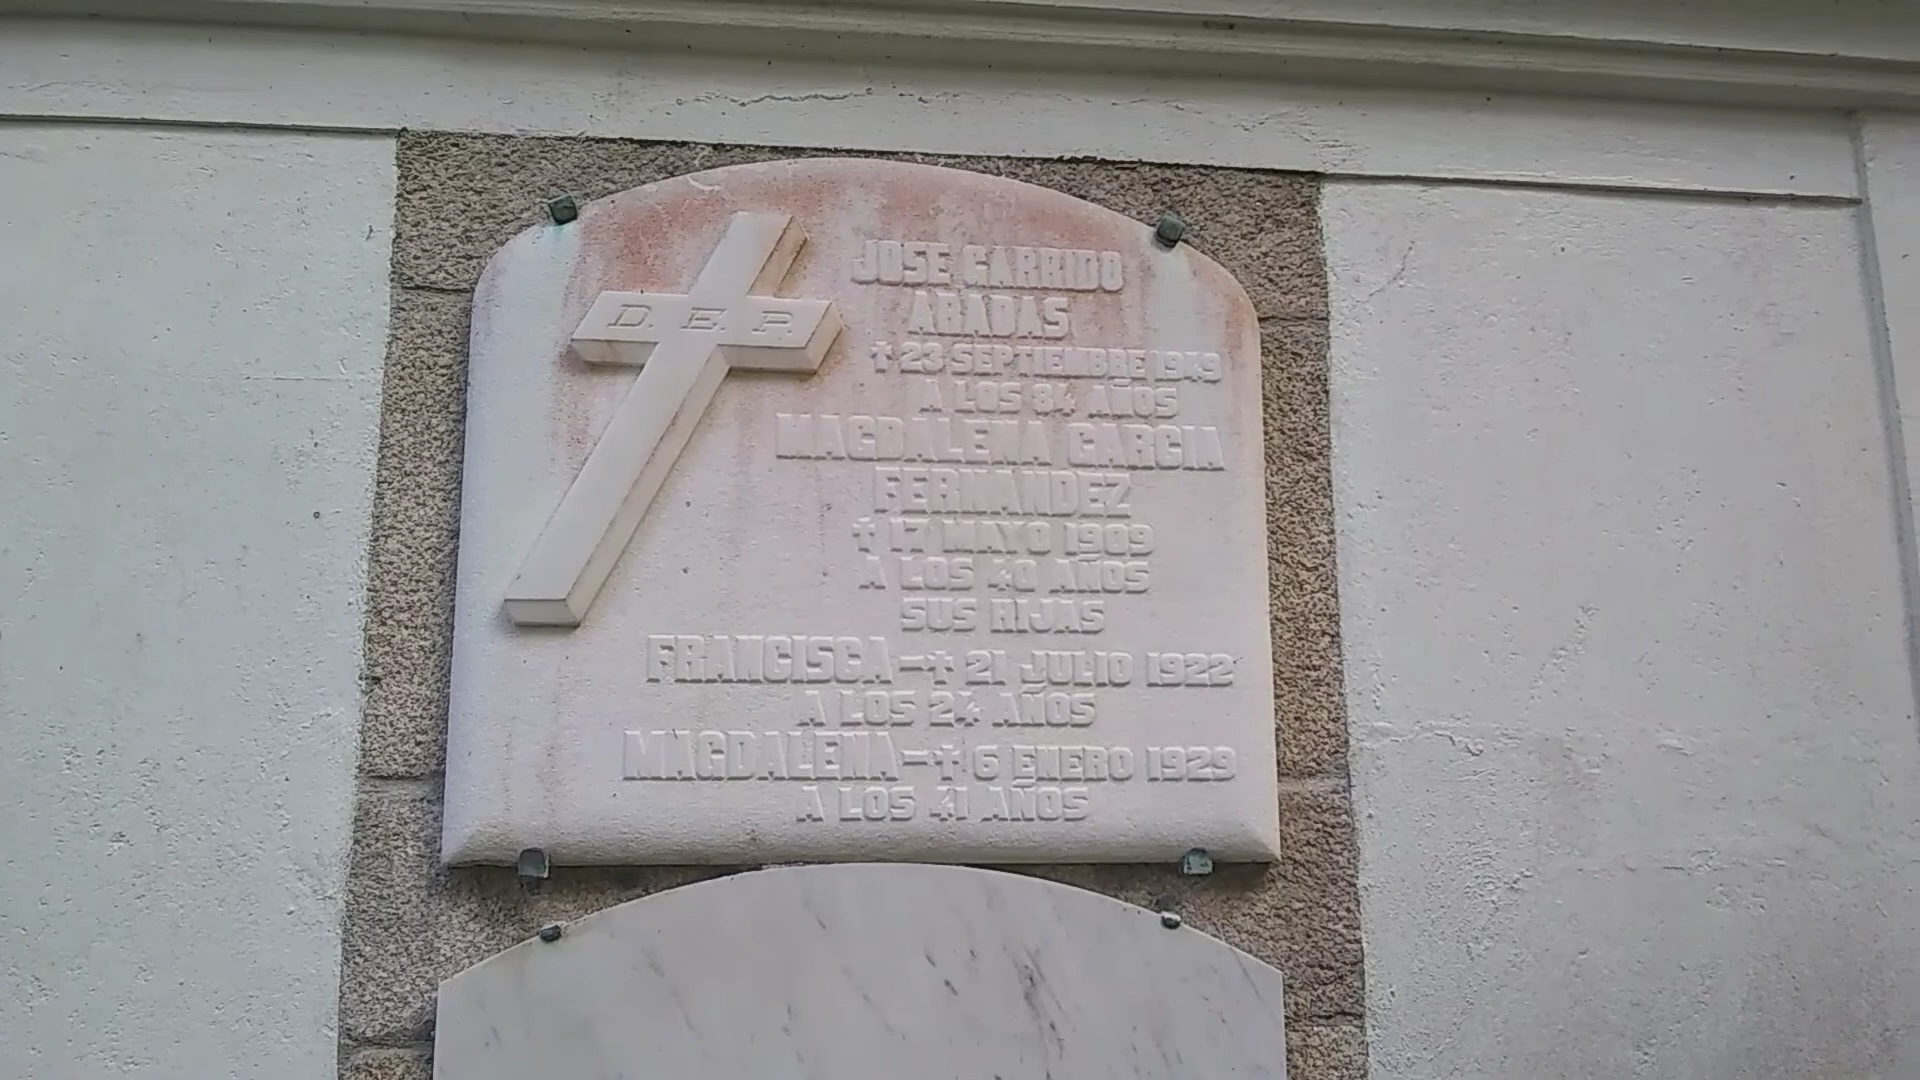 D. E. P.
JOSE GARRIDO
ARADAS
† 23 SEPTIEMBRE 1949
A LOS 84 AÑOS
MAGDALENA GARCIA
FERNANDEZ
† 17 MAYO 1909
A LOS 40 AÑOS
SUS HIJAS
FRANCISCA-† 21 JULIO 1922
A LOS 24 AÑOS
MAGDALENA-† 6 ENERO 1929
A LOS 41 AÑOS